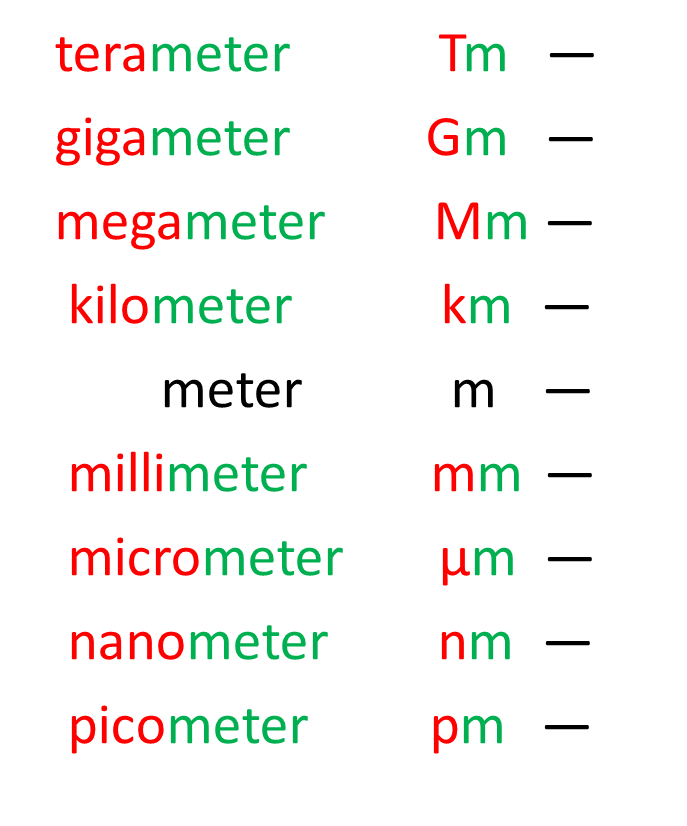 terameter Tm —
gigameter Gm —
megameter Mm —
kilometer km —
meter m —
millimeter mm —
micrometer µm —
nanometer nm —
picometer pm —